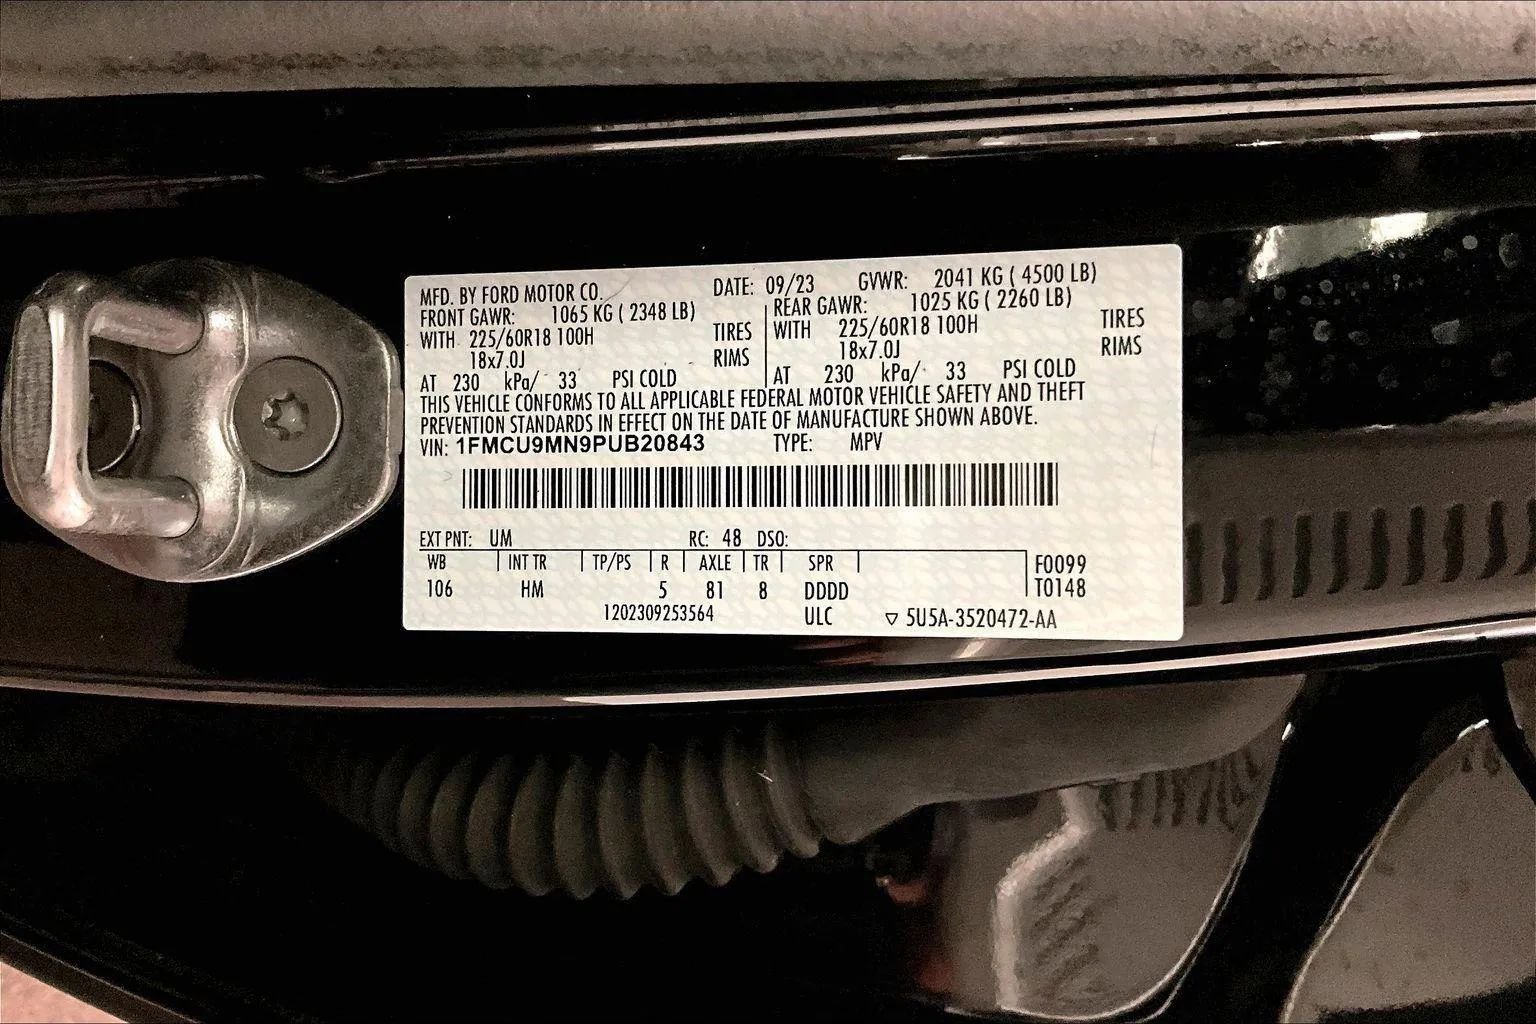 MFD. BY FORD MOTOR CO. DATE: 09/23 GVWR: 2041 KG ( 4500 LB)
FRONT GAWR: 1065 KG ( 2348 LB) REAR GAWR: 1025 KG ( 2260 LB)
WITH 225/60R18 100H TIRES WITH 225/60R18 100H TIRES
18x7.0J RIMS 18x7.0J RIMS
AT 230 kPa/ 33 PSI COLD AT 230 kPa/ 33 PSI COLD
THIS VEHICLE CONFORMS TO ALL APPLICABLE FEDERAL MOTOR VEHICLE SAFETY AND THEFT
PREVENTION STANDARDS IN EFFECT ON THE DATE OF MANUFACTURE SHOWN ABOVE.
VIN: 1FMCU9MN9PUB20843 TYPE: MPV
EXT PNT: UM RC: 48 DSO:
WB INT TR TP/PS R AXLE TR SPR F0099
106 HM 5 81 8 DDDD T0148
1202309253564 ULC ▽ 5U5A-3520472-AA